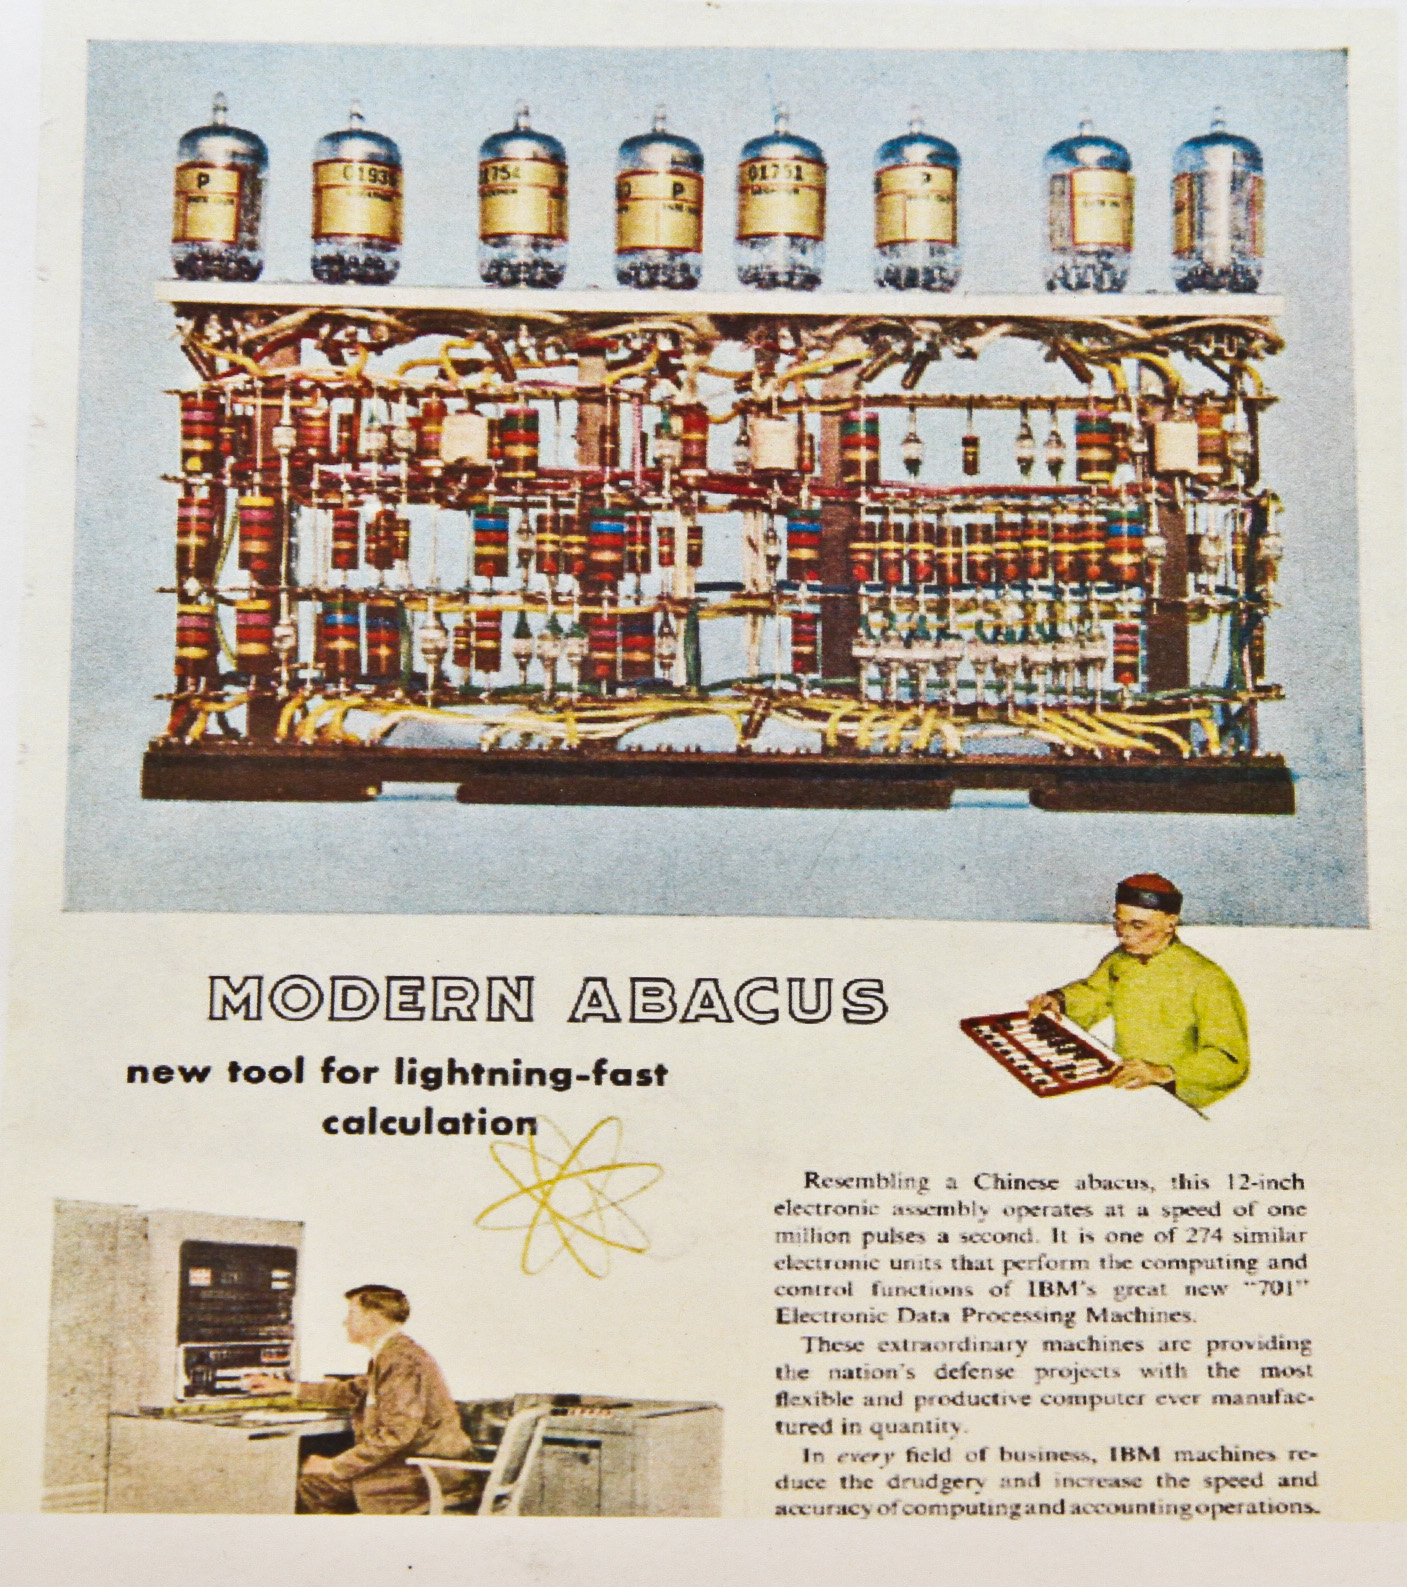 P
C1936
1754
P
01751
P
MODERN ABACUS
new tool for lightning-fast
calculation
Resembling a Chinese abacus, this 12-inch
electronic assembly operates at a speed of one
million pulses a second. It is one of 274 similar
electronic units that perform the computing and
control functions of IBM's great new "701"
Electronic Data Processing Machines.
These extraordinary machines are providing
the nation's defense projects with the most
flexible and productive computer ever manufac-
tured in quantity.
In every field of business, IBM machines re-
duce the drudgery and increase the speed and
accuracy of computing and accounting operations.